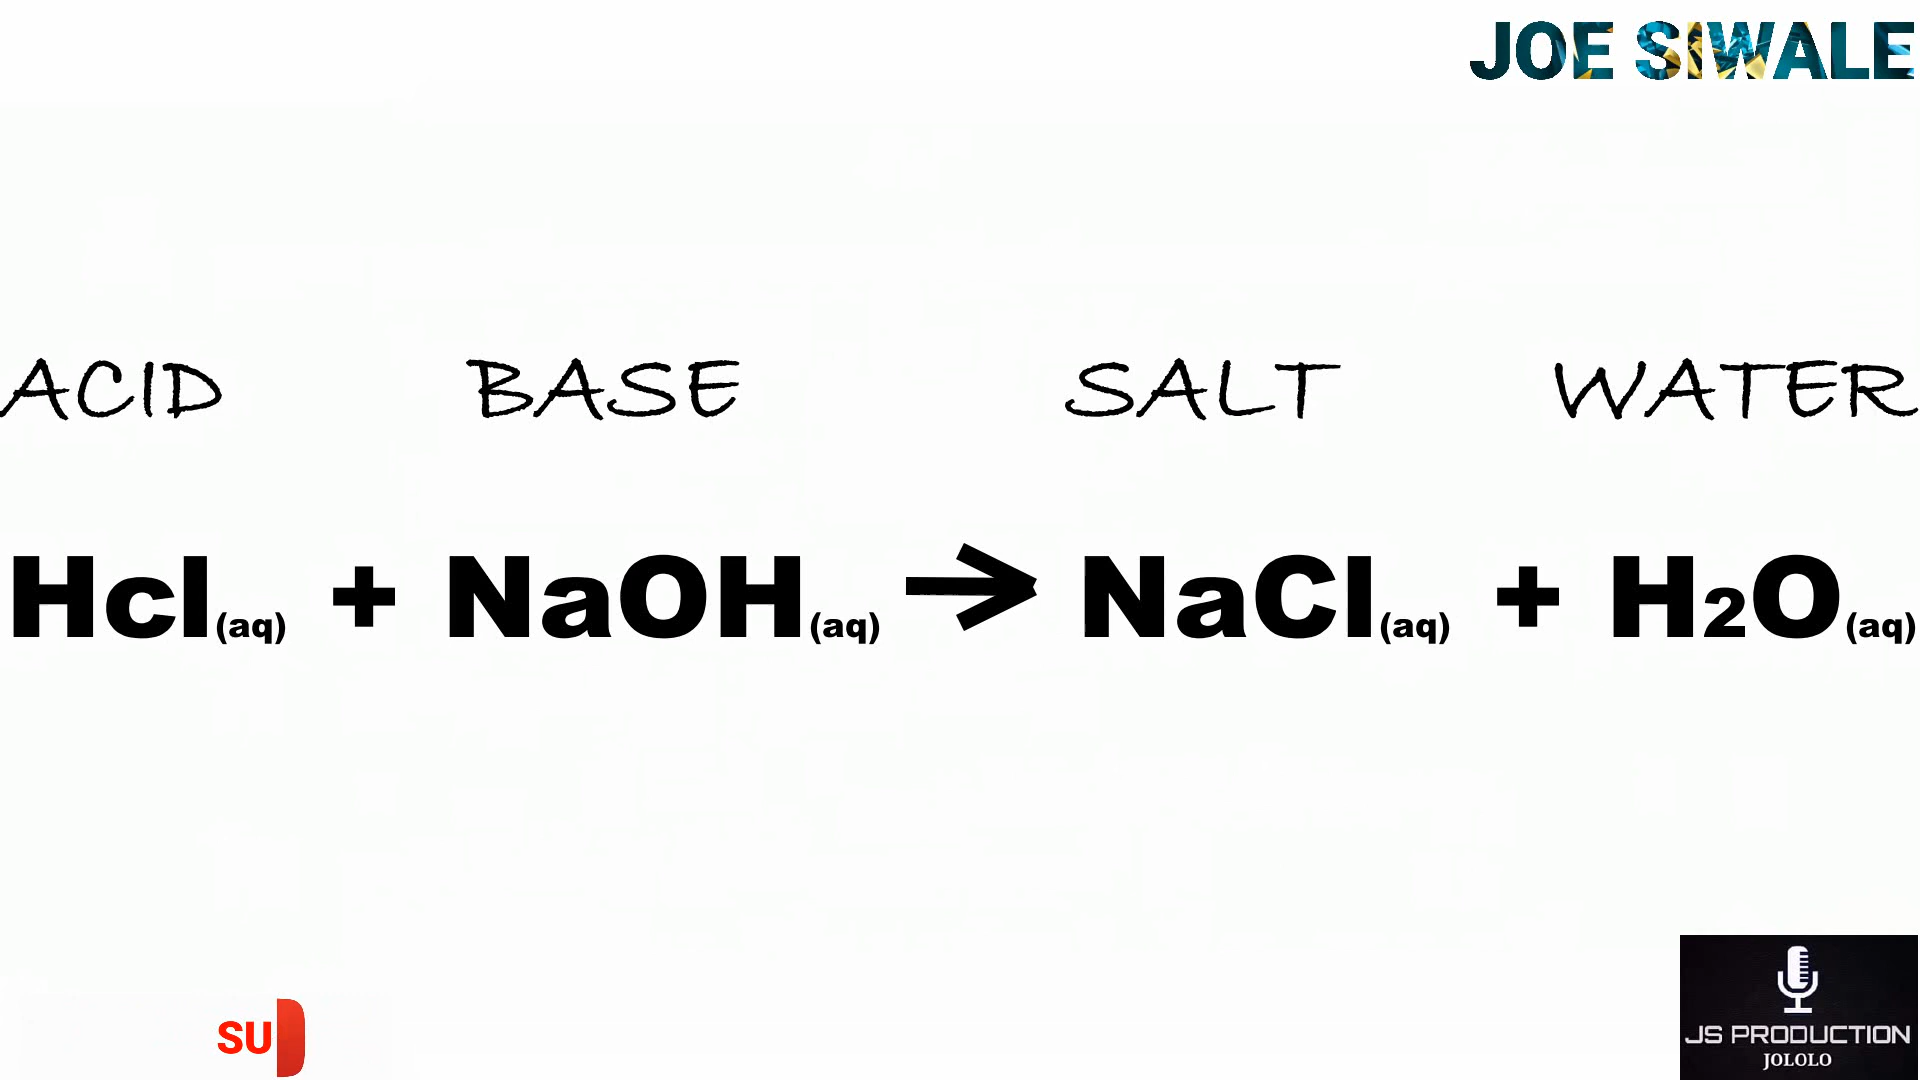 JOE SIWALE
ACID BASE SALT WATER
Hcl(aq) + NaOH(aq) → NaCl(aq) + H2O(aq)
SU
JS PRODUCTION
JOLOLO